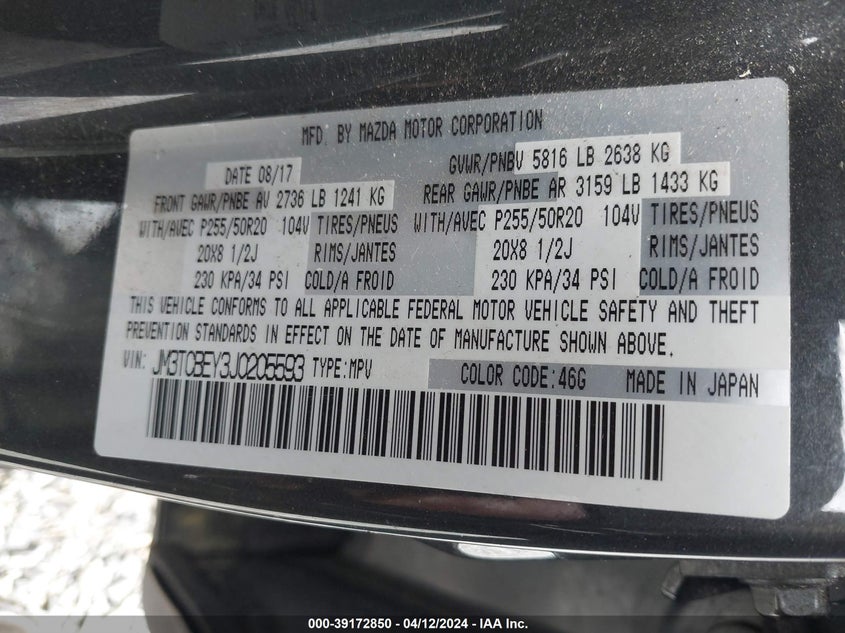 MFD. BY MAZDA MOTOR CORPORATION
DATE 08/17 GVWR/PNBV 5816 LB 2638 KG
FRONT GAWR/PNBE AV 2736 LB 1241 KG REAR GAWR/PNBE AR 3159 LB 1433 KG
WITH/AVEC P255/50R20 104V TIRES/PNEUS WITH/AVEC P255/50R20 104V TIRES/PNEUS
20X8 1/2J RIMS/JANTES 20X8 1/2J RIMS/JANTES
230 KPA/34 PSI COLD/A FROID 230 KPA/34 PSI COLD/A FROID
THIS VEHICLE CONFORMS TO ALL APPLICABLE FEDERAL MOTOR VEHICLE SAFETY AND THEFT
PREVENTION STANDARDS IN EFFECT ON THE DATE OF MANUFACTURE SHOWN ABOVE.
VIN: JM3TCBEY3J0205593 TYPE:MPV COLOR CODE:46G MADE IN JAPAN
000-39172850 - 04/12/2024 - IAAI.COM